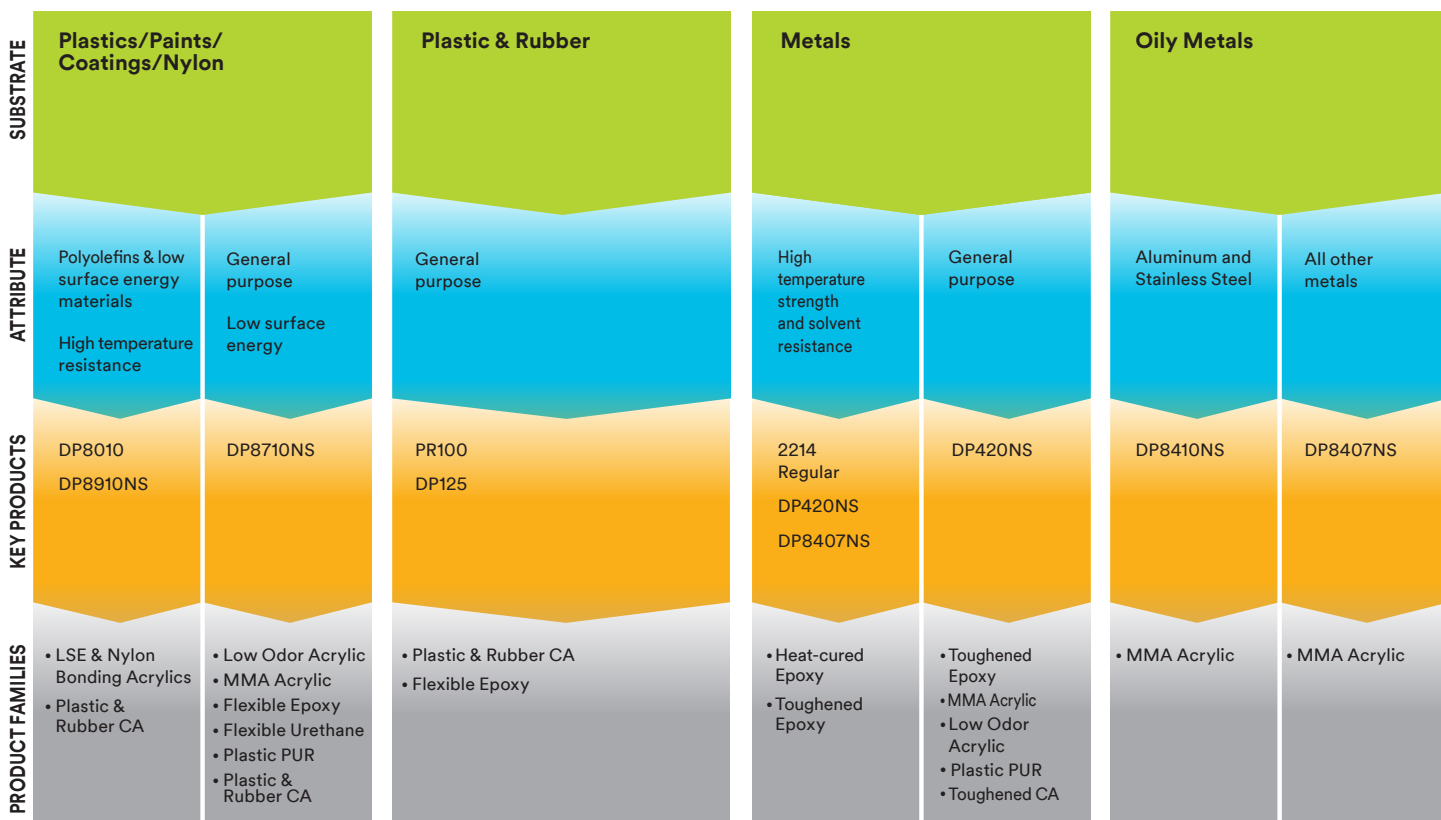 SUBSTRATE
Plastics/Paints/
Coatings/Nylon
Plastic & Rubber
Metals
Oily Metals
ATTRIBUTE
Polyolefins & low
surface energy
materials
High temperature
resistance
General
purpose
Low surface
energy
General
purpose
High
temperature
strength
and solvent
resistance
General
purpose
Aluminum and
Stainless Steel
All other
metals
KEY PRODUCTS
DP8010
DP8910NS
DP8710NS
PR100
DP125
2214
Regular
DP420NS
DP8407NS
DP420NS
DP8410NS
DP8407NS
PRODUCT FAMILIES
• LSE & Nylon
Bonding Acrylics
• Plastic &
Rubber CA
• Low Odor Acrylic
• MMA Acrylic
• Flexible Epoxy
• Flexible Urethane
• Plastic PUR
• Plastic &
Rubber CA
• Plastic & Rubber CA
• Flexible Epoxy
• Heat-cured
Epoxy
• Toughened
Epoxy
• Toughened
Epoxy
• MMA Acrylic
• Low Odor
Acrylic
• Plastic PUR
• Toughened CA
• MMA Acrylic
• MMA Acrylic